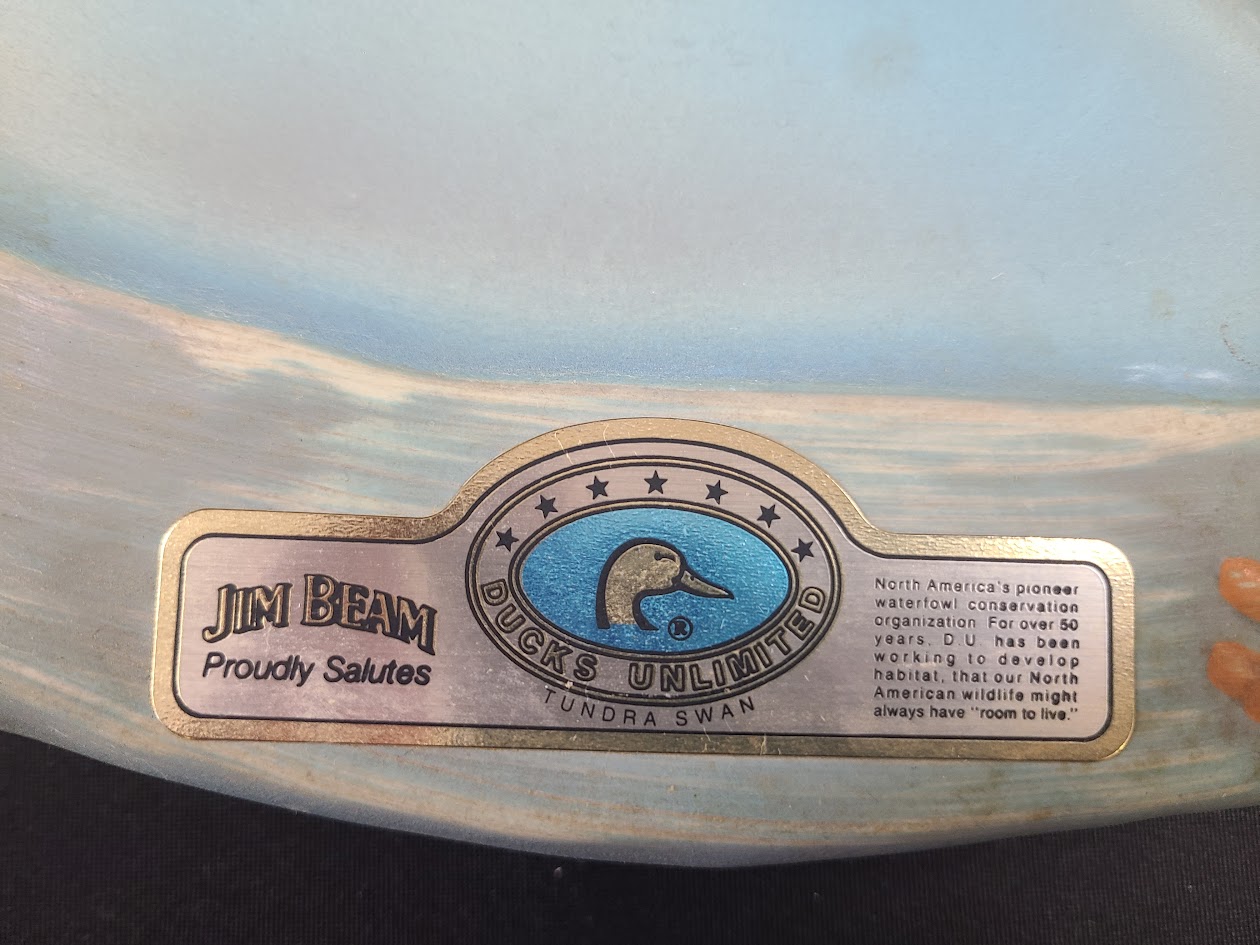 JIM BEAM
Proudly Salutes
DUCKS UNLIMITED
®
TUNDRA SWAN
North America's pioneer
waterfowl conservation
organization. For over 50
years, D.U. has been
working to develop
habitat, that our North
American wildlife might
always have "room to live."